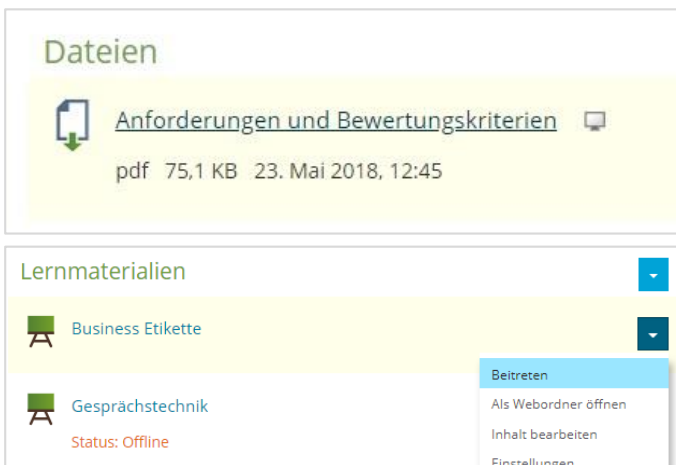 Dateien
Anforderungen und Bewertungskriterien
pdf 75,1 KB 23. Mai 2018, 12:45
Lernmaterialien
Business Etikette
Beitreten
Als Webordner öffnen
Gesprächstechnik
Inhalt bearbeiten
Status: Offline
Einstellungen